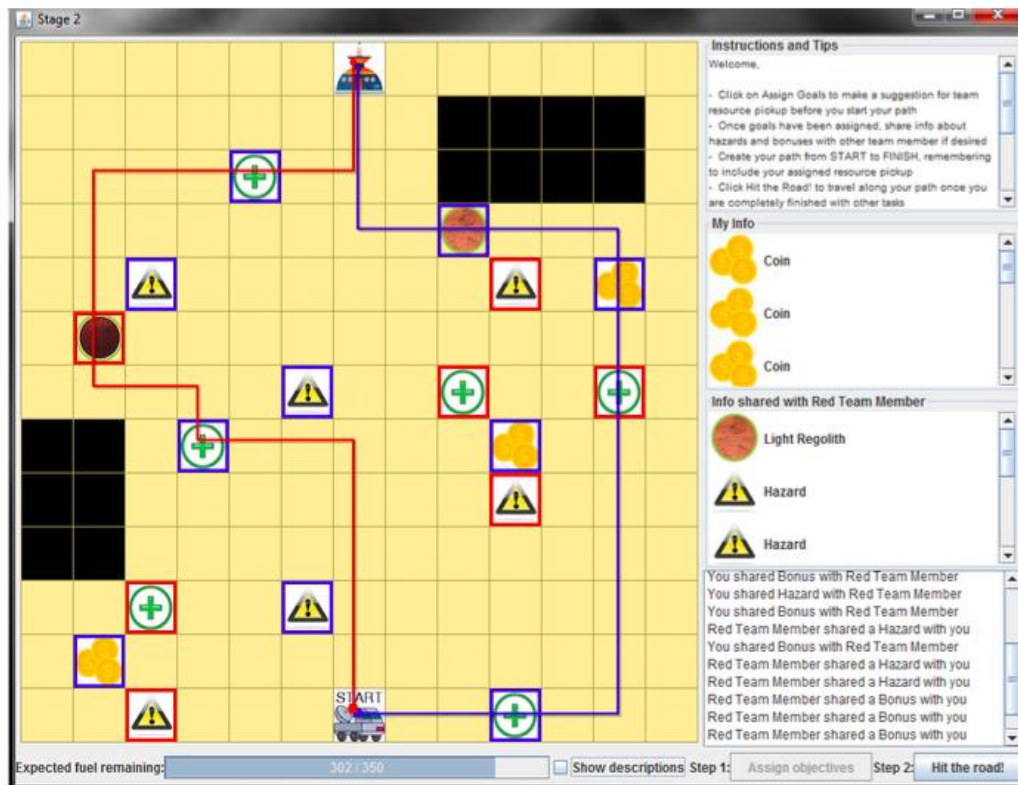 Stage 2
Instructions and Tips
Welcome,
- Click on Assign Goals to make a suggestion for team
resource pickup before you start your path
- Once goals have been assigned, share info about
hazards and bonuses with other team member if desired
- Create your path from START to FINISH, remembering
to include your assigned resource pickup
- Click Hit the Road! to travel along your path once you
are completely finished with other tasks
My Info
Coin
Coin
Coin
Info shared with Red Team Member
Light Regolith
Hazard
Hazard
You shared Bonus with Red Team Member
You shared Hazard with Red Team Member
You shared Bonus with Red Team Member
Red Team Member shared a Hazard with you
You shared Bonus with Red Team Member
Red Team Member shared a Hazard with you
Red Team Member shared a Hazard with you
Red Team Member shared a Bonus with you
Red Team Member shared a Bonus with you
Red Team Member shared a Bonus with you
START
Expected fuel remaining: 302 / 350 Show descriptions Step 1: Assign objectives Step 2: Hit the road!